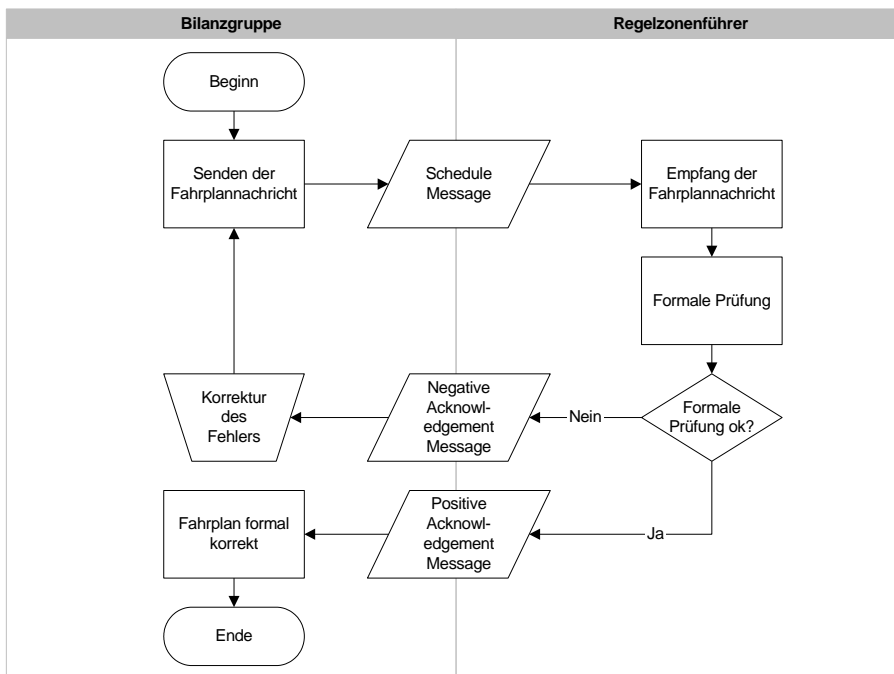 Bilanzgruppe
Regelzonenführer
Beginn
Senden der
Fahrplannachricht
Schedule
Message
Empfang der
Fahrplannachricht
Formale Prüfung
Formale
Prüfung ok?
Nein
Negative
Acknowl-
edgement
Message
Korrektur
des
Fehlers
Ja
Positive
Acknowl-
edgement
Message
Fahrplan formal
korrekt
Ende